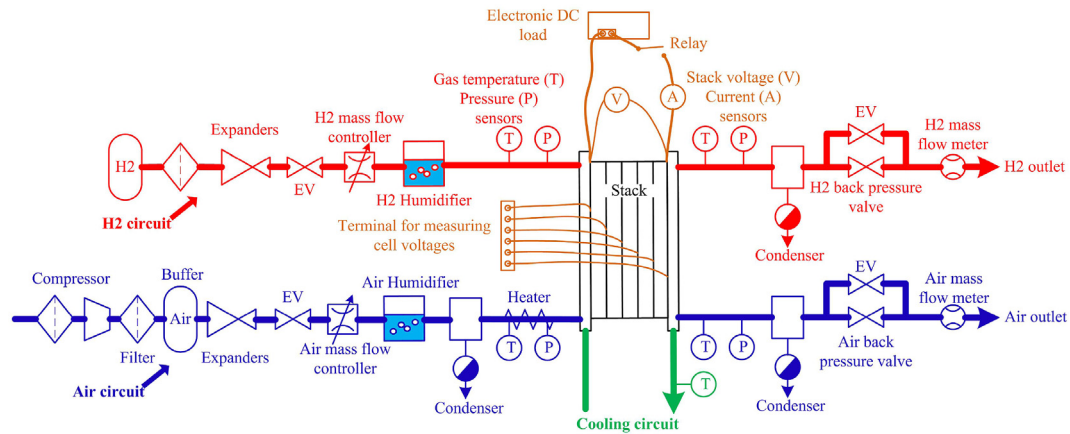 Electronic DC
load
Relay
Gas temperature (T)
Pressure (P)
sensors
Stack voltage (V)
Current (A)
sensors
V
A
Expanders
H2 mass flow
controller
T
P
T
P
EV
H2 mass
flow meter
H2
EV
H2 outlet
H2 Humidifier
Stack
H2 back pressure
valve
H2 circuit
Terminal for measuring
cell voltages
Condenser
Compressor
Buffer
EV
Air Humidifier
Heater
EV
Air mass
flow meter
Air
Air outlet
T
P
T
P
Filter
Expanders
Air mass flow
controller
Air back
pressure valve
Air circuit
T
Condenser
Condenser
Cooling circuit